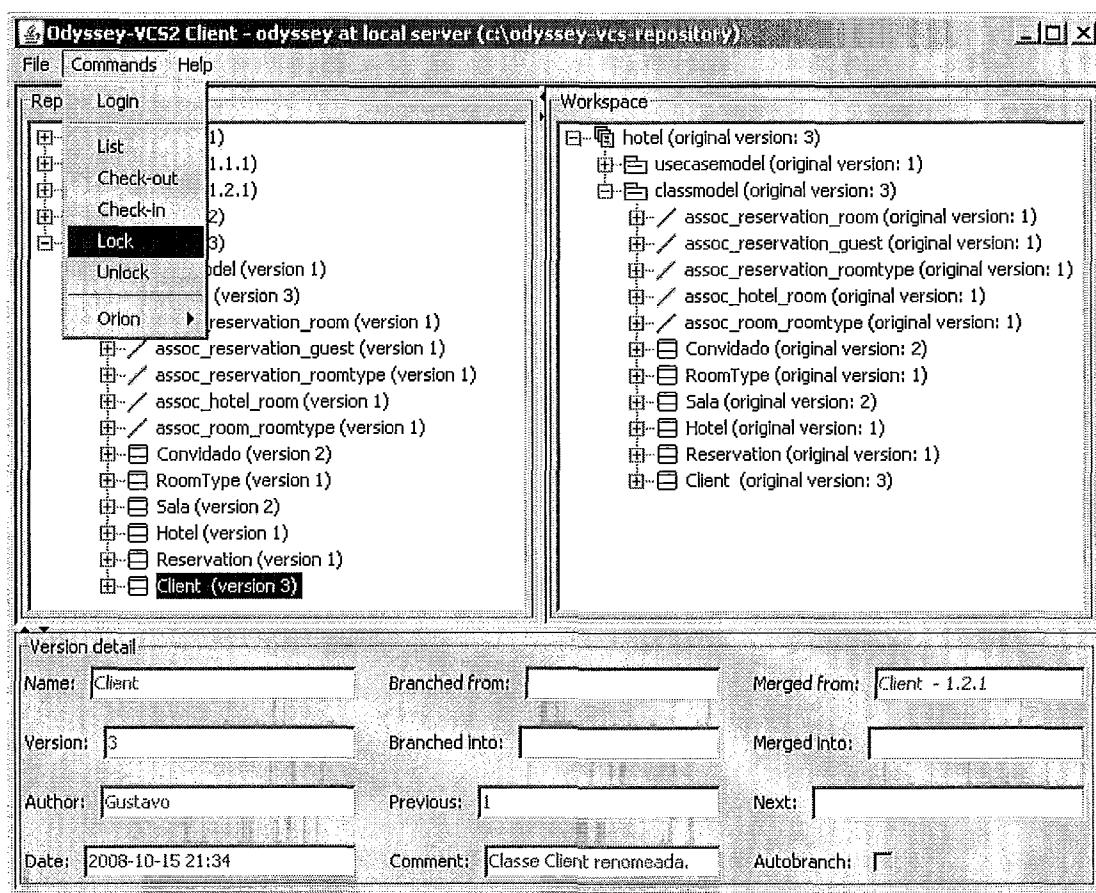 Odyssey-VCS2 Client - odyssey at local server (c:\odyssey-vcs-repository)
File Commands Help
Rep
Login
List
Check-out
Check-in
Lock
Unlock
Orion
1)
1.1.1)
1.2.1)
2)
3)
odel (version 1)
(version 3)
reservation_room (version 1)
assoc_reservation_guest (version 1)
assoc_reservation_roomtype (version 1)
assoc_hotel_room (version 1)
assoc_room_roomtype (version 1)
Convidado (version 2)
RoomType (version 1)
Sala (version 2)
Hotel (version 1)
Reservation (version 1)
Client (version 3)
Workspace
hotel (original version: 3)
usecasemodel (original version: 1)
classmodel (original version: 3)
assoc_reservation_room (original version: 1)
assoc_reservation_guest (original version: 1)
assoc_reservation_roomtype (original version: 1)
assoc_hotel_room (original version: 1)
assoc_room_roomtype (original version: 1)
Convidado (original version: 2)
RoomType (original version: 1)
Sala (original version: 2)
Hotel (original version: 1)
Reservation (original version: 1)
Client (original version: 3)
Version detail
Name: Client Branched from: Merged from: Client - 1.2.1
Version: 3 Branched into: Merged into:
Author: Gustavo Previous: 1 Next:
Date: 2008-10-15 21:34 Comment: Classe Client renomeada. Autobranch: